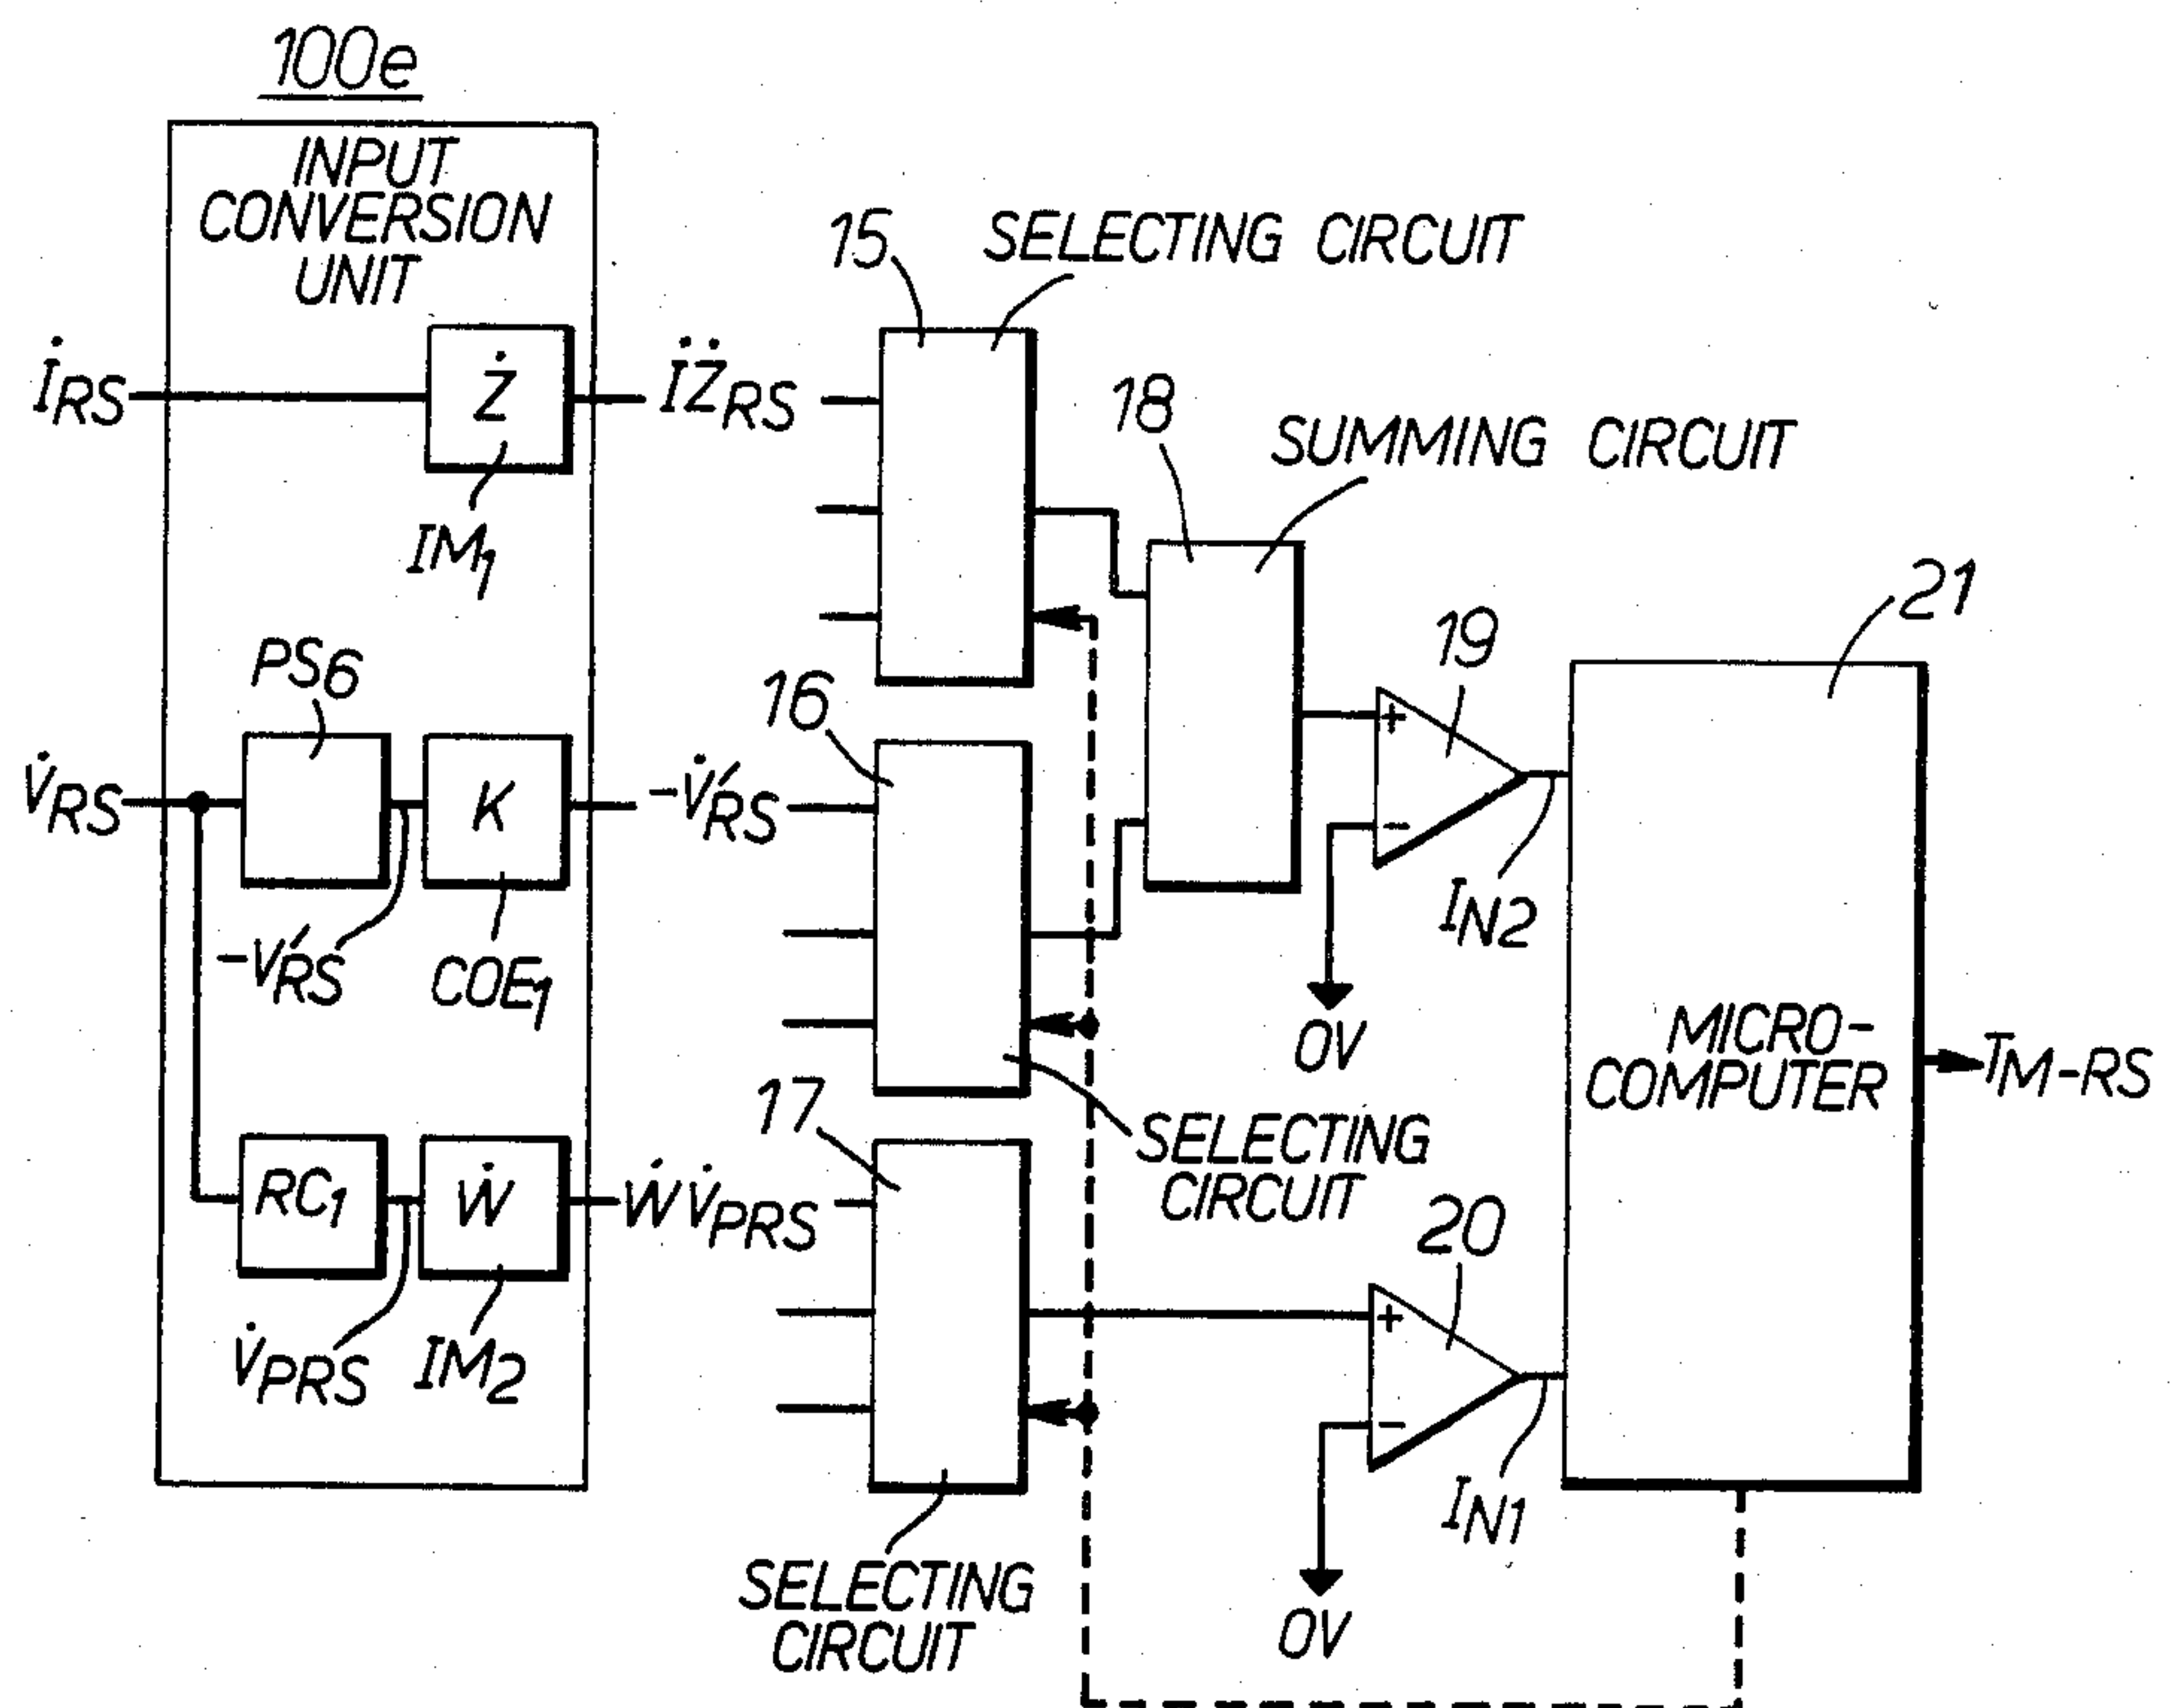 100e
INPUT
CONVERSION
UNIT
15
SELECTING CIRCUIT
İRS
Ż
İŻRS
IM1
18
SUMMING CIRCUIT
21
PS6
16
19
V̇RS
K
-V̇'RS
-V̇'RS
COE1
IN2
0V
MICRO-
COMPUTER
TM-RS
17
SELECTING
CIRCUIT
RC1
Ẇ
ẆV̇PRS
20
V̇PRS
IM2
IN1
SELECTING
CIRCUIT
0V
+
-
+
-